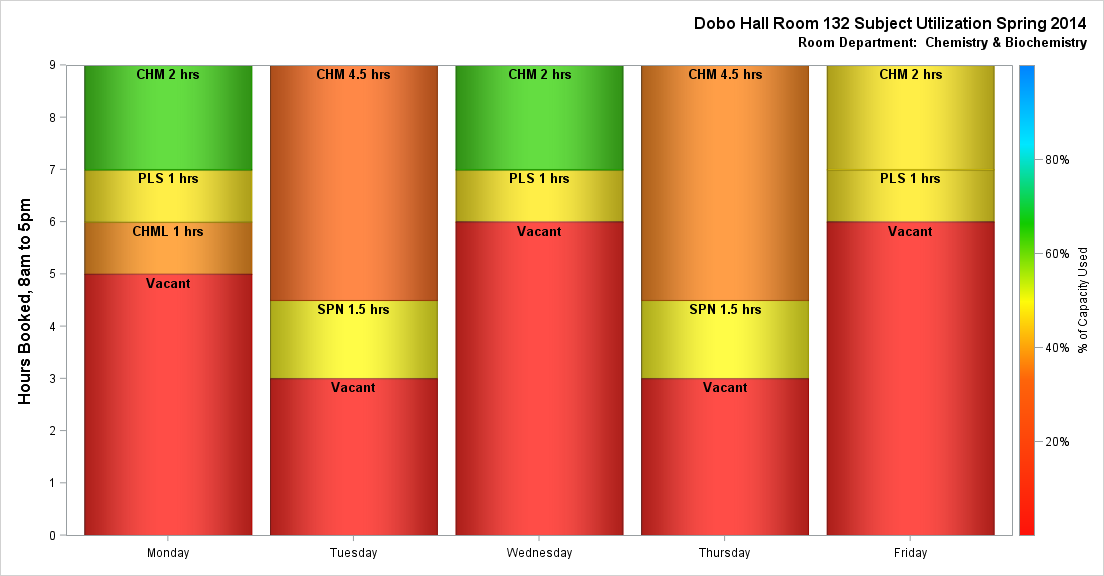 Dobo Hall Room 132 Subject Utilization Spring 2014
Room Department: Chemistry & Biochemistry
Hours Booked, 8am to 5pm
9
8
7
6
5
4
3
2
1
0
CHM 2 hrs
PLS 1 hrs
CHML 1 hrs
Vacant
CHM 4.5 hrs
SPN 1.5 hrs
Vacant
CHM 2 hrs
PLS 1 hrs
Vacant
CHM 4.5 hrs
SPN 1.5 hrs
Vacant
CHM 2 hrs
PLS 1 hrs
Vacant
Monday
Tuesday
Wednesday
Thursday
Friday
80%
60%
40%
20%
% of Capacity Used